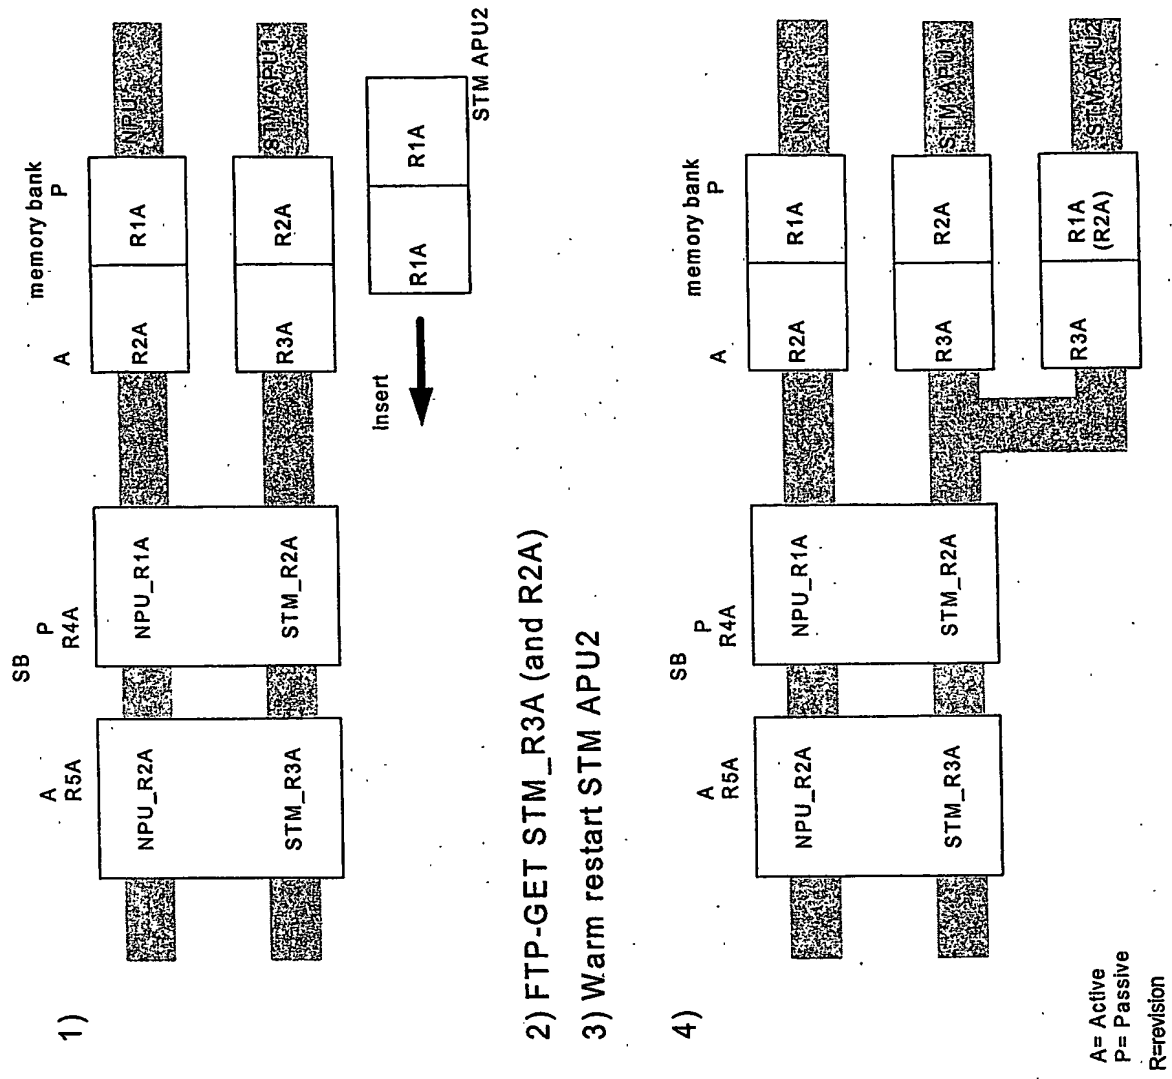 1)
SB
A
P
R5A
R4A
A
memory bank
P
NPU_R2A
NPU_R1A
R2A
R1A
NPU
STM_R3A
STM_R2A
R3A
R2A
STM APU1
Insert
R1A
R1A
STM APU2
2) FTP-GET STM_R3A (and R2A)
3) Warm restart STM APU2
4)
SB
A
P
R5A
R4A
A
memory bank
P
NPU_R2A
NPU_R1A
R2A
R1A
NPU
STM_R3A
STM_R2A
R3A
R2A
STM APU1
R3A
R1A
(R2A)
STM APU2
A= Active
P= Passive
R=revision